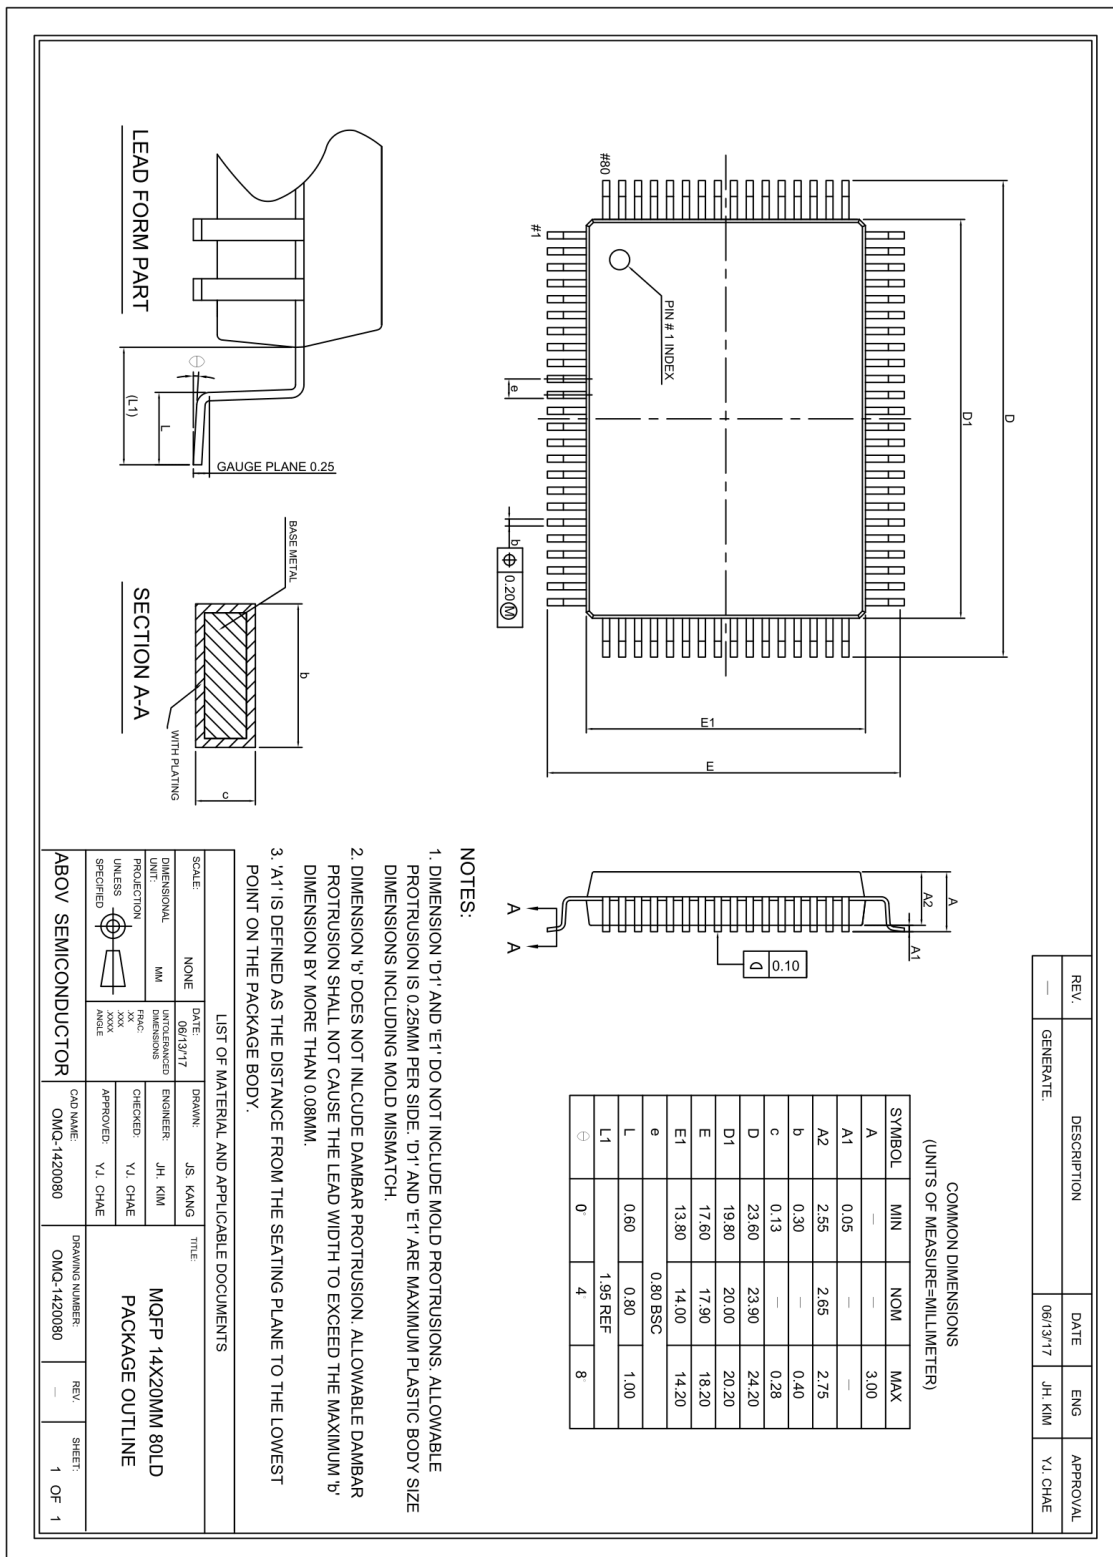 REV. DESCRIPTION DATE ENG APPROVAL
— GENERATE. 06/13/'17 JH. KIM YJ. CHAE
#80
#1
PIN # 1 INDEX
D
D1
E1
E
e
b
⌖ 0.20 Ⓜ
A
A2
A1
A
A
0.10
COMMON DIMENSIONS
(UNITS OF MEASURE=MILLIMETER)
SYMBOL MIN NOM MAX
A — — 3.00
A1 0.05 — —
A2 2.55 2.65 2.75
b 0.30 — 0.40
c 0.13 — 0.28
D 23.60 23.90 24.20
D1 19.80 20.00 20.20
E 17.60 17.90 18.20
E1 13.80 14.00 14.20
e 0.80 BSC
L 0.60 0.80 1.00
L1 1.95 REF
⊖ 0° 4° 8°
LEAD FORM PART
⊖
(L1)
L
GAUGE PLANE 0.25
SECTION A-A
BASE METAL
WITH PLATING
b
c
NOTES:
1. DIMENSION 'D1' AND 'E1' DO NOT INCLUDE MOLD PROTRUSIONS. ALLOWABLE
PROTRUSION IS 0.25MM PER SIDE. 'D1' AND 'E1' ARE MAXIMUM PLASTIC BODY SIZE
DIMENSIONS INCLUDING MOLD MISMATCH.
2. DIMENSION 'b' DOES NOT INLCUDE DAMBAR PROTRUSION. ALLOWABLE DAMBAR
PROTRUSION SHALL NOT CAUSE THE LEAD WIDTH TO EXCEED THE MAXIMUM 'b'
DIMENSION BY MORE THAN 0.08MM.
3. 'A1' IS DEFINED AS THE DISTANCE FROM THE SEATING PLANE TO THE LOWEST
POINT ON THE PACKAGE BODY.
LIST OF MATERIAL AND APPLICABLE DOCUMENTS
SCALE: NONE
DATE: 06/13/'17
DRAWN: JS. KANG
TITLE:
DIMENSIONAL
UNIT: MM
UNTOLERANCED
DIMENSIONS
ENGINEER: JH. KIM
MQFP 14X20MM 80LD
PACKAGE OUTLINE
PROJECTION
UNLESS
SPECIFIED
FRAC:
.XX
.XXX
.XXXX
ANGLE
CHECKED: YJ. CHAE
APPROVED: YJ. CHAE
ABOV SEMICONDUCTOR
CAD NAME:
OMQ-1420080
DRAWING NUMBER:
OMQ-1420080
REV.
—
SHEET:
1 OF 1